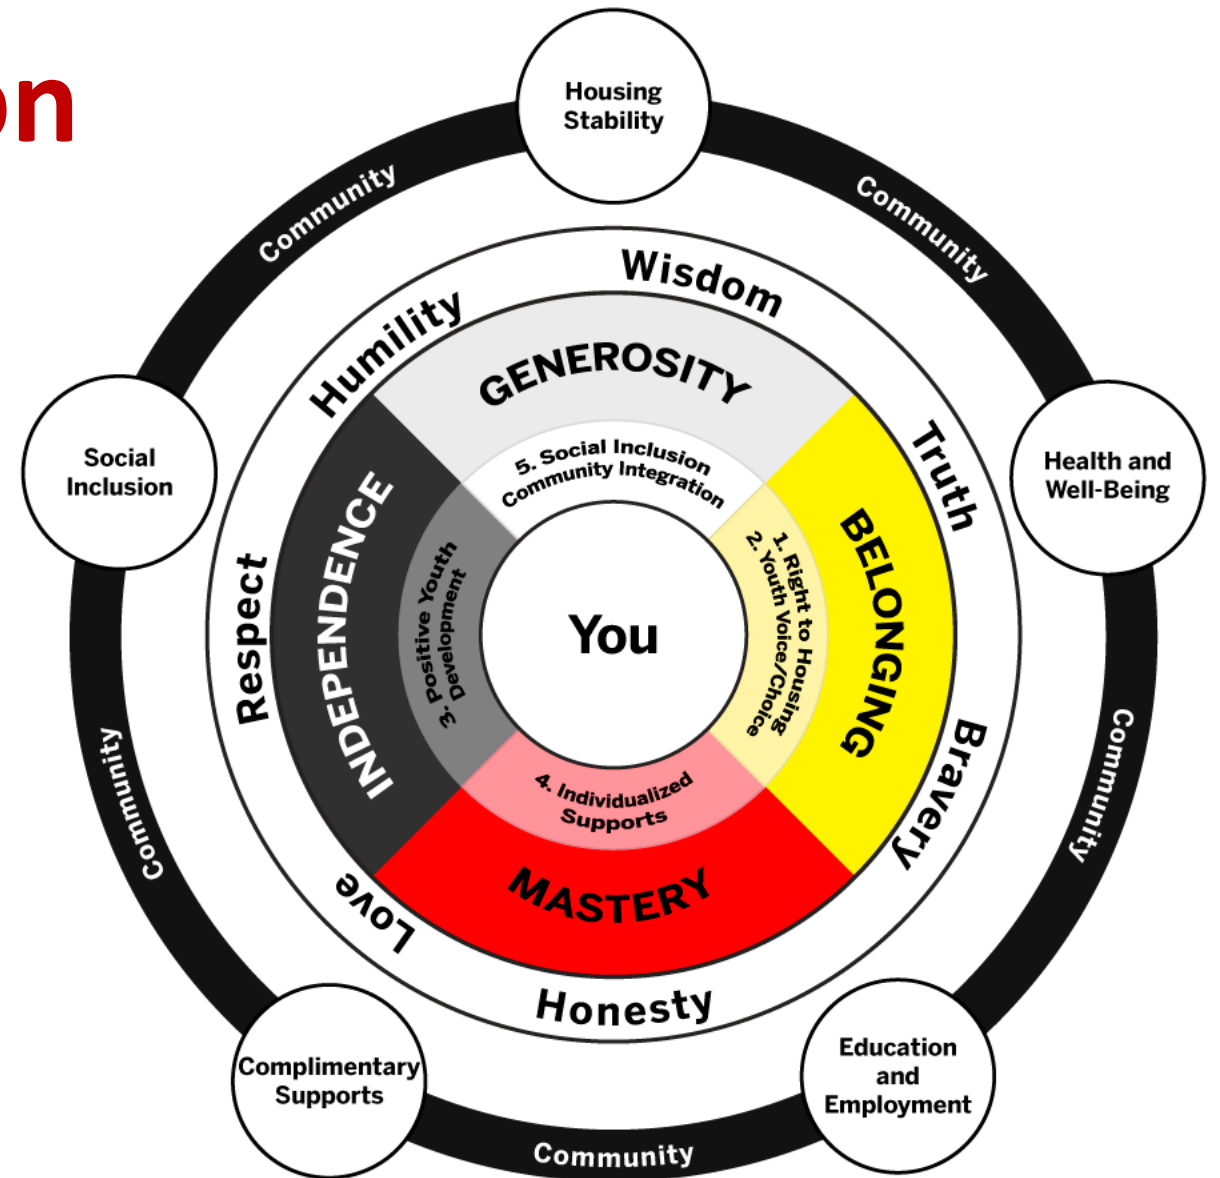 on
Housing
Stability
Community
Community
Wisdom
Humility
GENEROSITY
5. Social Inclusion
Community Integration
Social
Inclusion
Health and
Well-Being
Truth
INDEPENDENCE
BELONGING
3. Positive Youth
Development
You
1. Right to Housing
2. Youth Voice/Choice
Respect
Bravery
4. Individualized
Supports
MASTERY
Community
Community
Love
Honesty
Complimentary
Supports
Education
and
Employment
Community